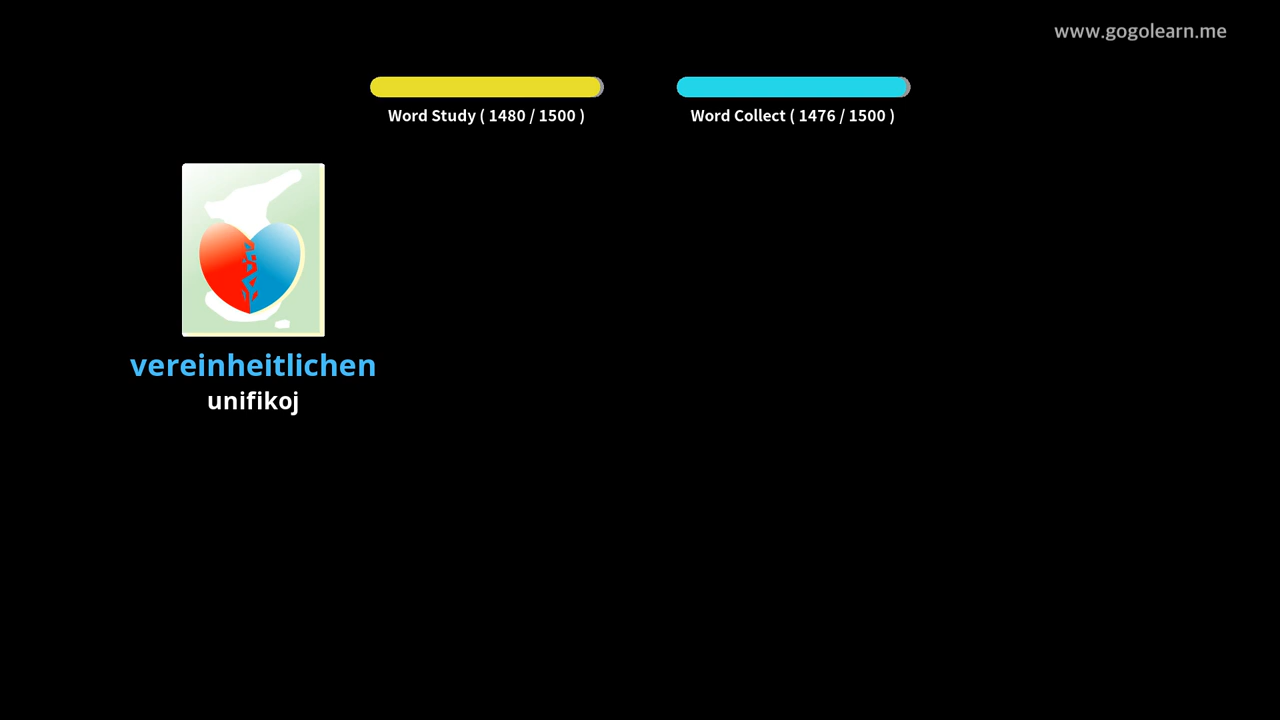 www.gogolearn.me
Word Study ( 1480 / 1500 )
Word Collect ( 1476 / 1500 )
vereinheitlichen
unifikoj